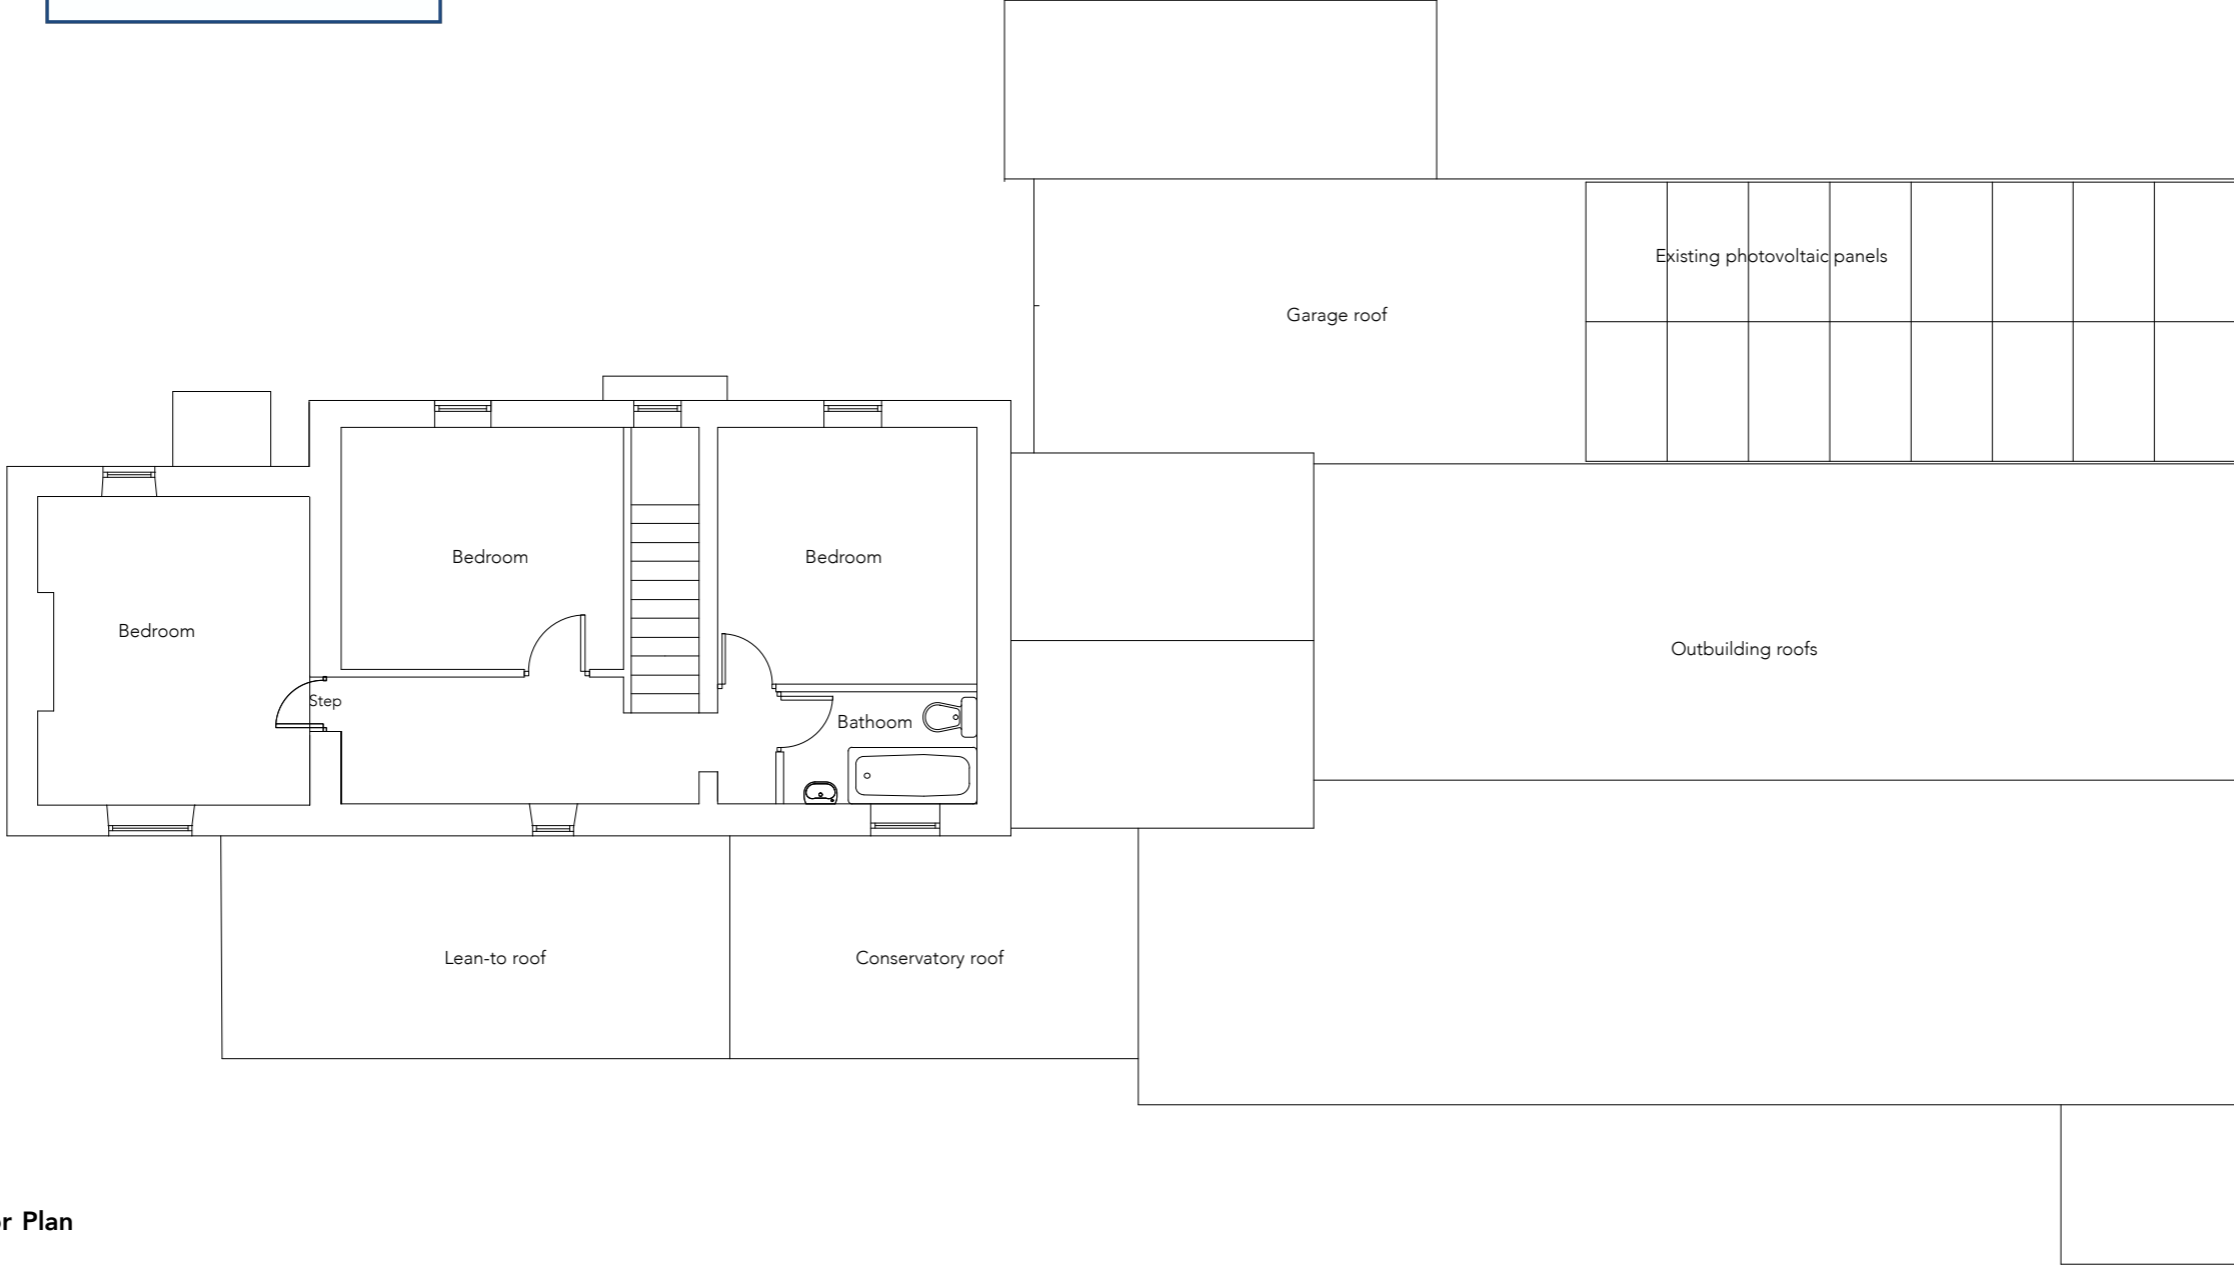 Existing photovoltaic panels
Garage roof
Bedroom
Bedroom
Bedroom
Outbuilding roofs
Step
Bathoom
Lean-to roof
Conservatory roof
Plan